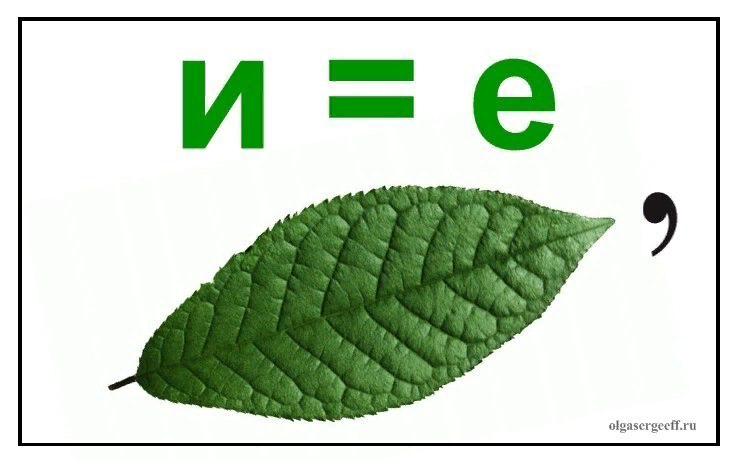 и = е
,
olgasergeeff.ru